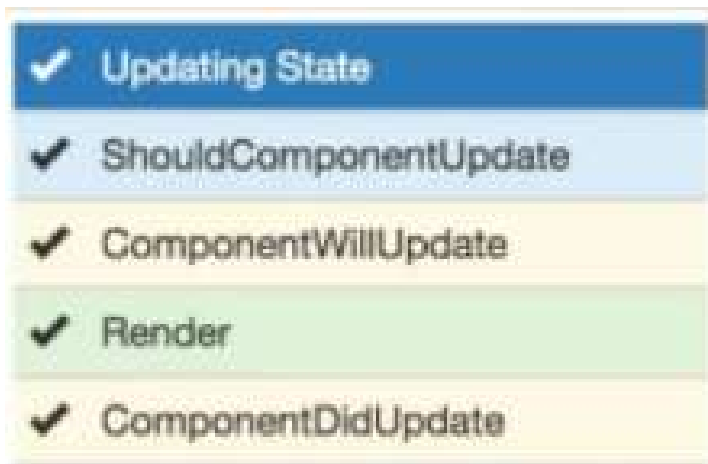 Updating State
ShouldComponentUpdate
ComponentWillUpdate
Render
ComponentDidUpdate